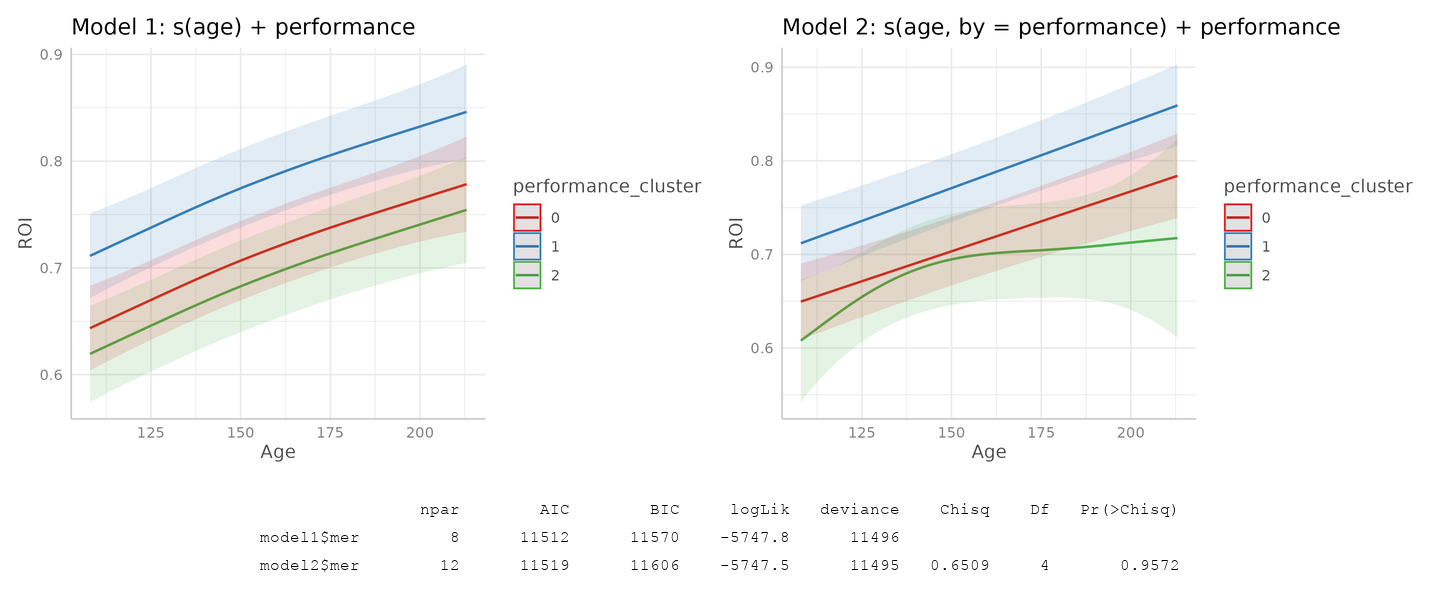 Model 1: s(age) + performance
0.9
0.8
0.7
0.6
ROI
125 150 175 200
Age
performance_cluster
0
1
2
Model 2: s(age, by = performance) + performance
0.9
0.8
0.7
0.6
ROI
125 150 175 200
Age
performance_cluster
0
1
2
npar AIC BIC logLik deviance Chisq Df Pr(>Chisq)
model1$mer 8 11512 11570 -5747.8 11496
model2$mer 12 11519 11606 -5747.5 11495 0.6509 4 0.9572